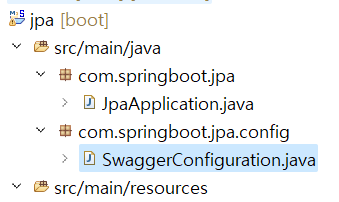 jpa [boot]
src/main/java
com.springboot.jpa
JpaApplication.java
com.springboot.jpa.config
SwaggerConfiguration.java
src/main/resources